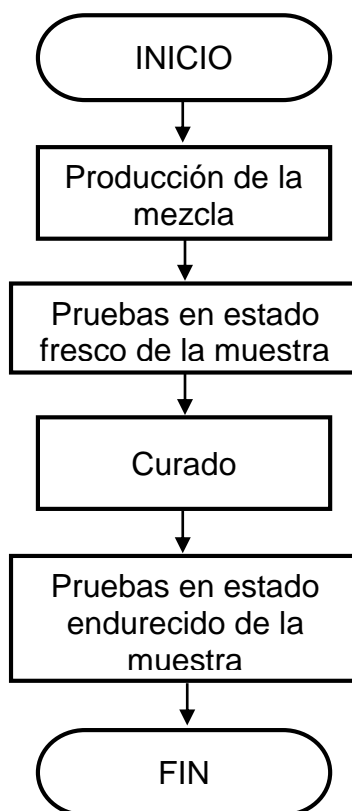 INICIO
Producción de la
mezcla
Pruebas en estado
fresco de la muestra
Curado
Pruebas en estado
endurecido de la
muestra
FIN